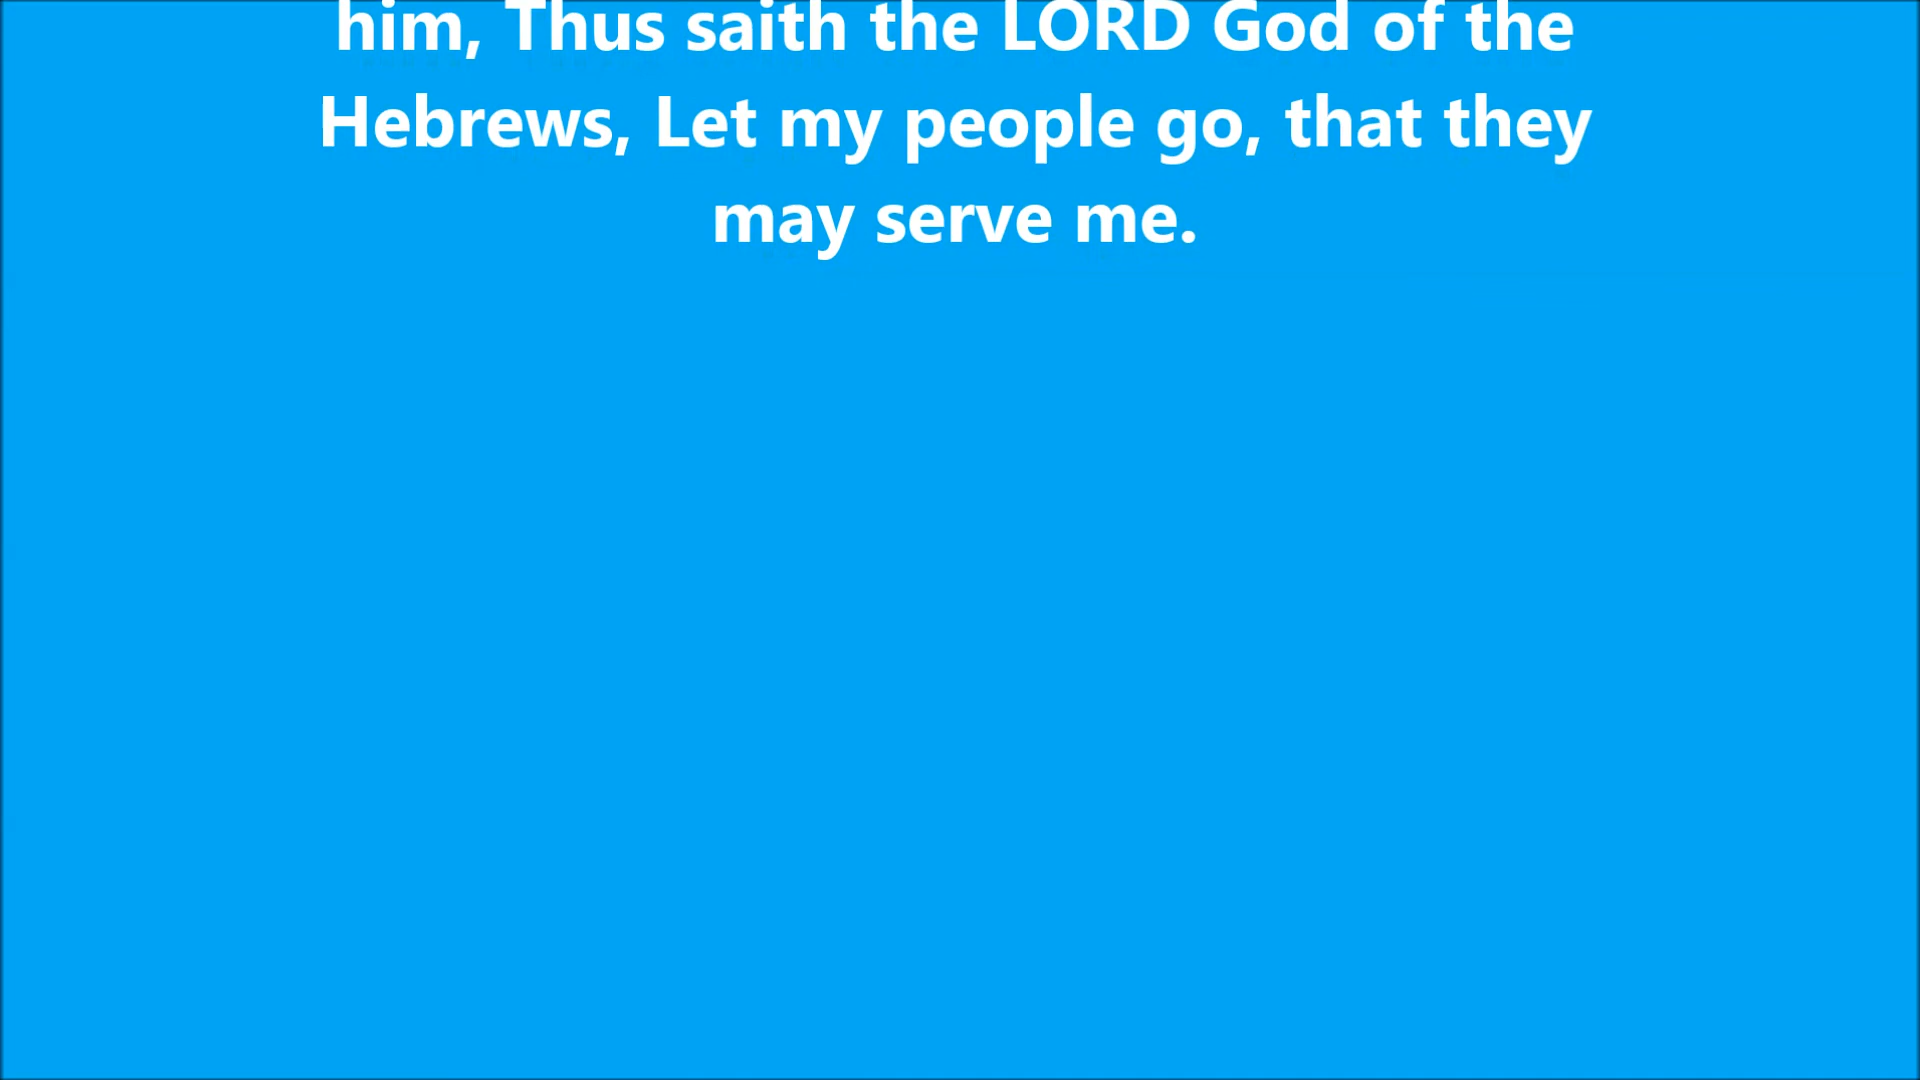 him, Thus saith the LORD God of the
Hebrews, Let my people go, that they
may serve me.